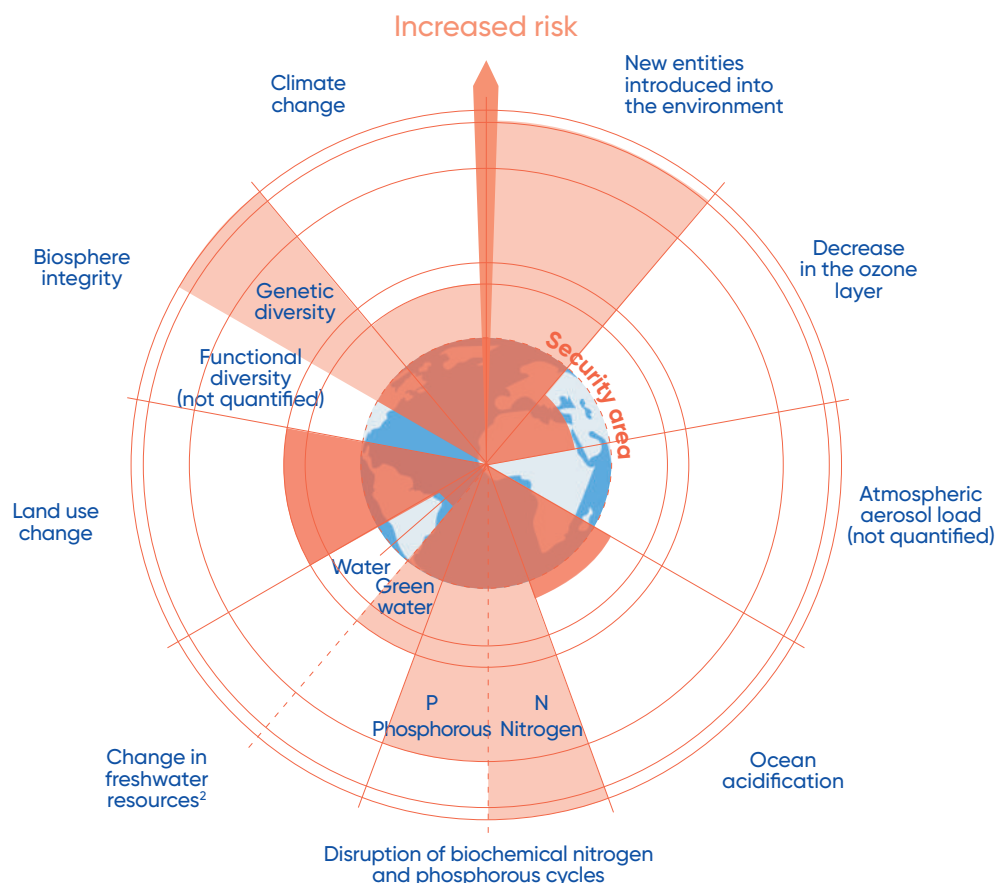 Increased risk
Climate
change
New entities
introduced into
the environment
Biosphere
integrity
Genetic
diversity
Decrease
in the ozone
layer
Security area
Functional
diversity
(not quantified)
Land use
change
Atmospheric
aerosol load
(not quantified)
Water
Green
water
P
Phosphorous
N
Nitrogen
Change in
freshwater
resources²
Ocean
acidification
Disruption of biochemical nitrogen
and phosphorous cycles